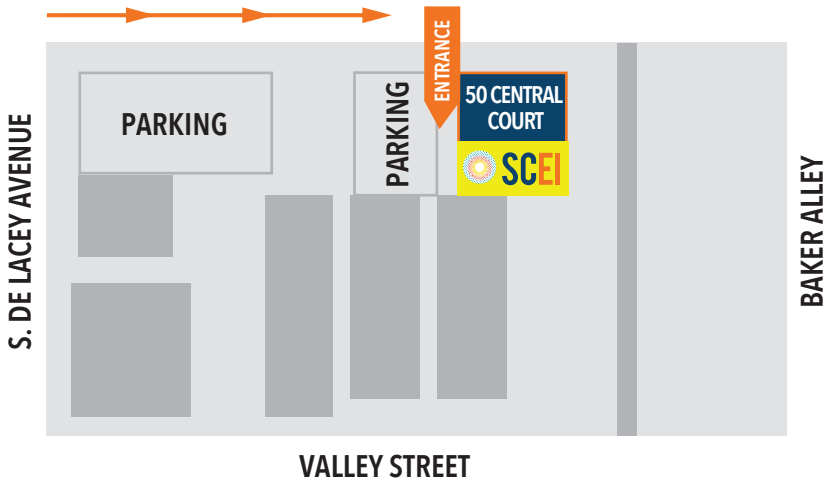 ENTRANCE
50 CENTRAL
COURT
PARKING
PARKING
SCEI
S. DE LACEY AVENUE
BAKER ALLEY
VALLEY STREET